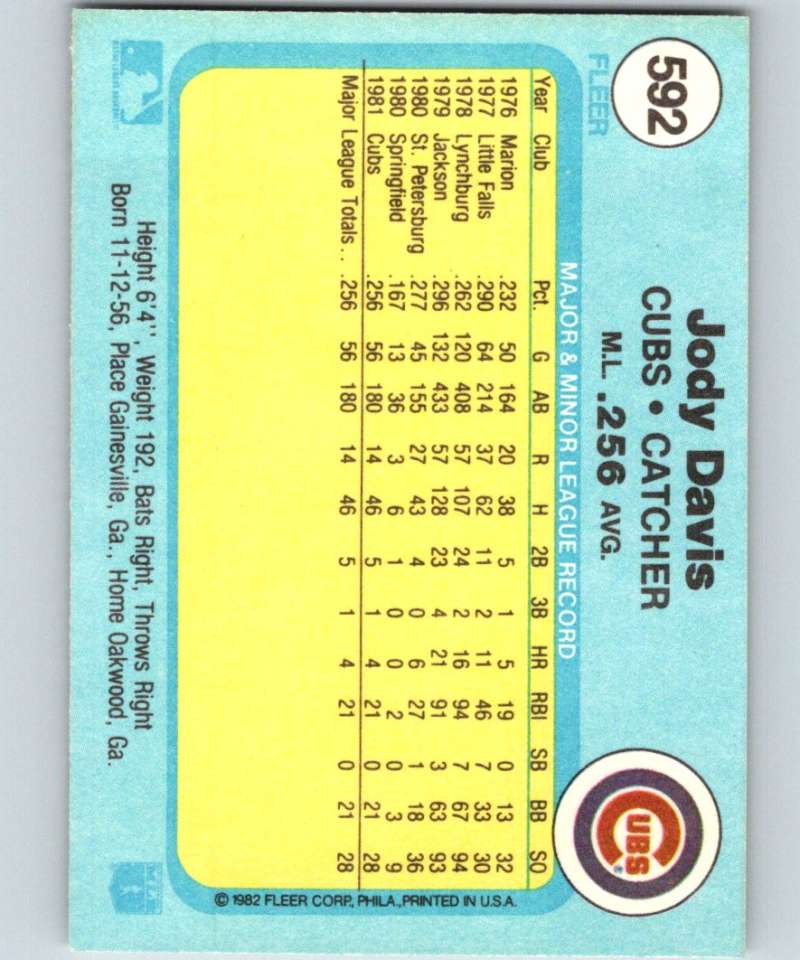 592
FLEER
Jody Davis
CUBS • CATCHER
M.L. .256 AVG.
CUBS
®
MAJOR & MINOR LEAGUE RECORD
Year Club Pct. G AB R H 2B 3B HR RBI SB BB SO
1976 Marion .232 50 164 20 38 5 1 5 19 0 13 32
1977 Little Falls .290 64 214 37 62 11 2 11 46 7 33 30
1978 Lynchburg .262 120 408 57 107 24 2 16 94 7 67 94
1979 Jackson .296 132 433 57 128 23 4 21 91 3 63 93
1980 St. Petersburg .277 45 155 27 43 4 0 6 27 1 18 36
1980 Springfield .167 13 36 3 6 1 0 0 2 0 3 9
1981 Cubs .256 56 180 14 46 5 1 4 21 0 21 28
Major League Totals... .256 56 180 14 46 5 1 4 21 0 21 28
© 1982 FLEER CORP., PHILA., PRINTED IN U.S.A.
Height 6'4'', Weight 192, Bats Right, Throws Right
Born 11-12-56, Place Gainesville, Ga., Home Oakwood, Ga.